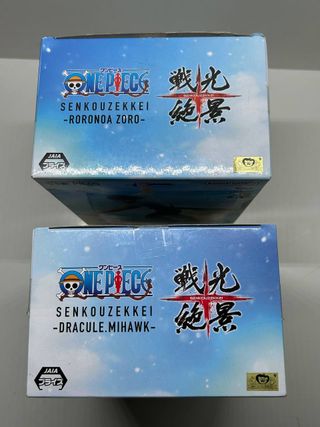 ワンピース
ONE PIECE
SENKOUZEKKEI
-RORONOA ZORO-
戦光
絶景
JAIA
プライズ
ワンピース
ONE PIECE
SENKOUZEKKEI
-DRACULE.MIHAWK-
戦光
SENKOUZEKKEI
絶景
JAIA
プライズ